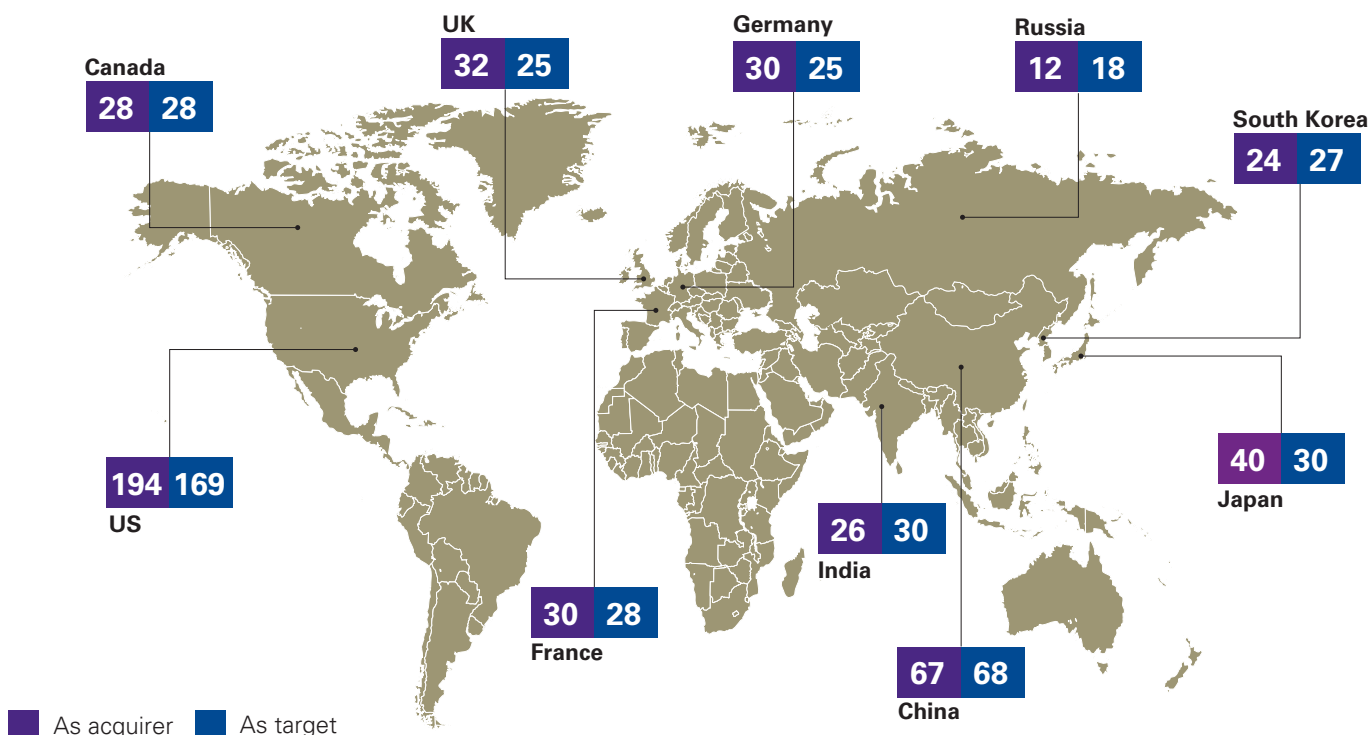 UK
32 25
Germany
30 25
Russia
12 18
Canada
28 28
South Korea
24 27
194 169
US
40 30
Japan
26 30
India
30 28
France
67 68
China
As acquirer As target